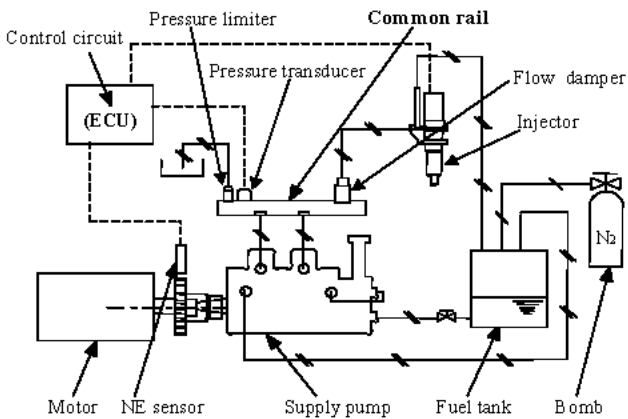 Pressure limiter
Common rail
Control circuit
Pressure transducer
Flow damper
(ECU)
Injector
N2
Motor
NE sensor
Supply pump
Fuel tank
Bomb